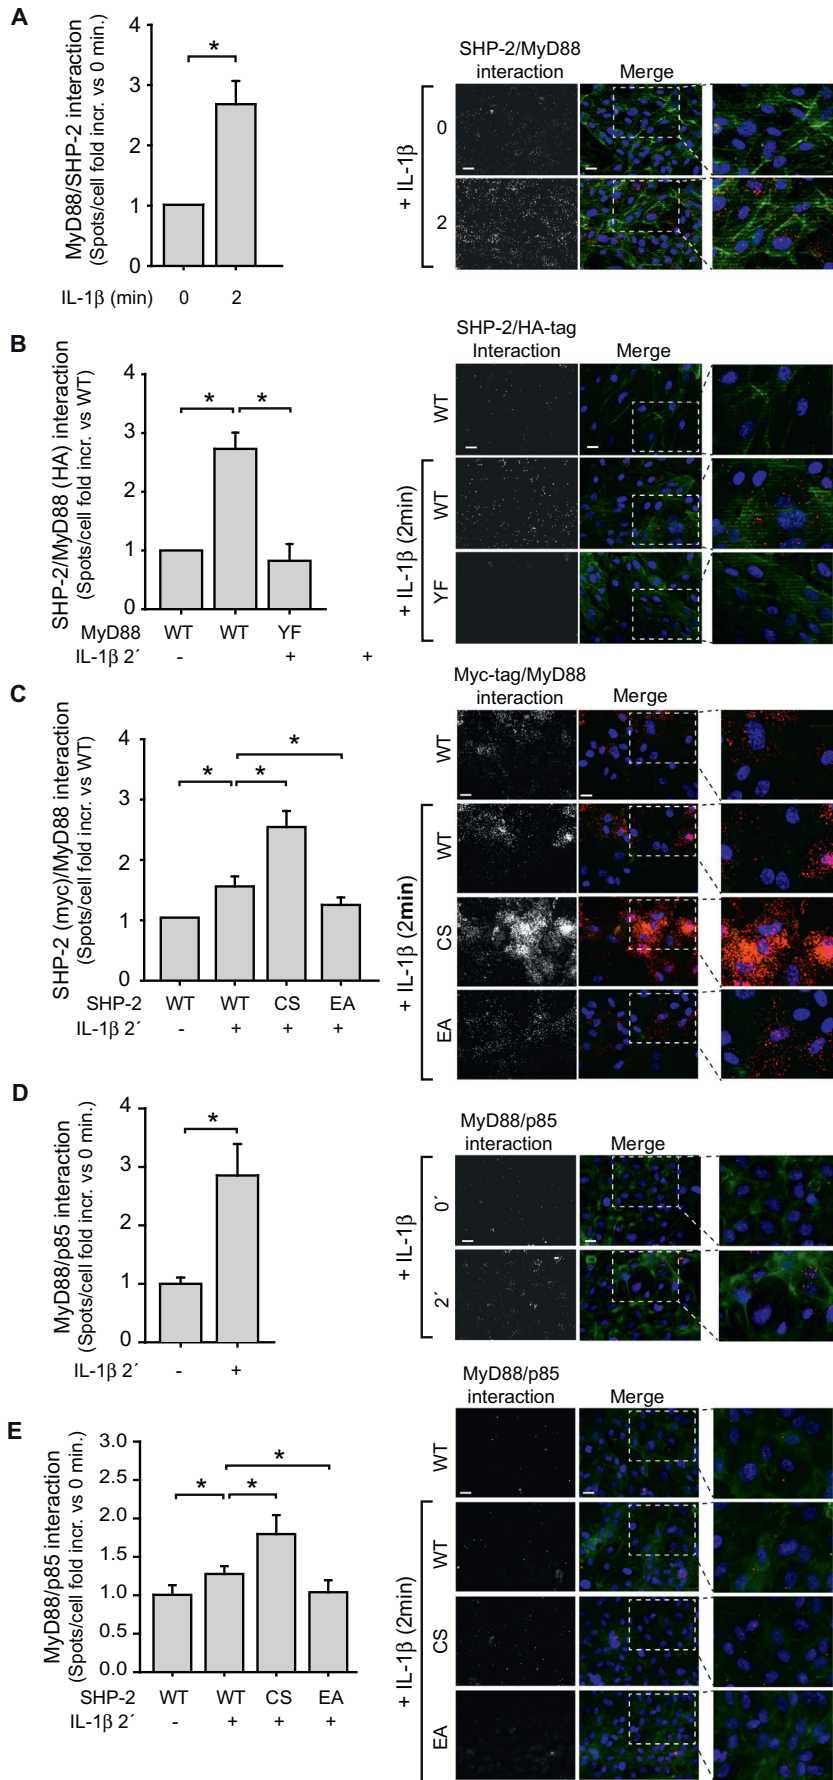 A
MyD88/SHP-2 interaction
(Spots/cell fold incr. vs 0 min.)
4
3
2
1
0
*
IL-1β (min) 0 2
SHP-2/MyD88
interaction
Merge
+ IL-1β
0
2
B
SHP-2/MyD88 (HA) interaction
(Spots/cell fold incr. vs WT)
4
3
2
1
0
* *
MyD88 WT WT YF
IL-1β 2´ - + +
SHP-2/HA-tag
Interaction
Merge
WT
+ IL-1β (2min)
WT
YF
C
SHP-2 (myc)/MyD88 interaction
(Spots/cell fold incr. vs WT)
4
3
2
1
0
*
* *
SHP-2 WT WT CS EA
IL-1β 2´ - + + +
Myc-tag/MyD88
interaction
Merge
WT
+ IL-1β (2min)
WT
CS
EA
D
MyD88/p85 interaction
(Spots/cell fold incr. vs 0 min.)
4
3
2
1
0
*
IL-1β 2´ - +
MyD88/p85
interaction
Merge
+ IL-1β
0´
2´
E
MyD88/p85 interaction
(Spots/cell fold incr. vs 0 min.)
3.0
2.5
2.0
1.5
1.0
0.5
0.0
*
* *
SHP-2 WT WT CS EA
IL-1β 2´ - + + +
MyD88/p85
interaction
Merge
WT
+ IL-1β (2min)
WT
CS
EA